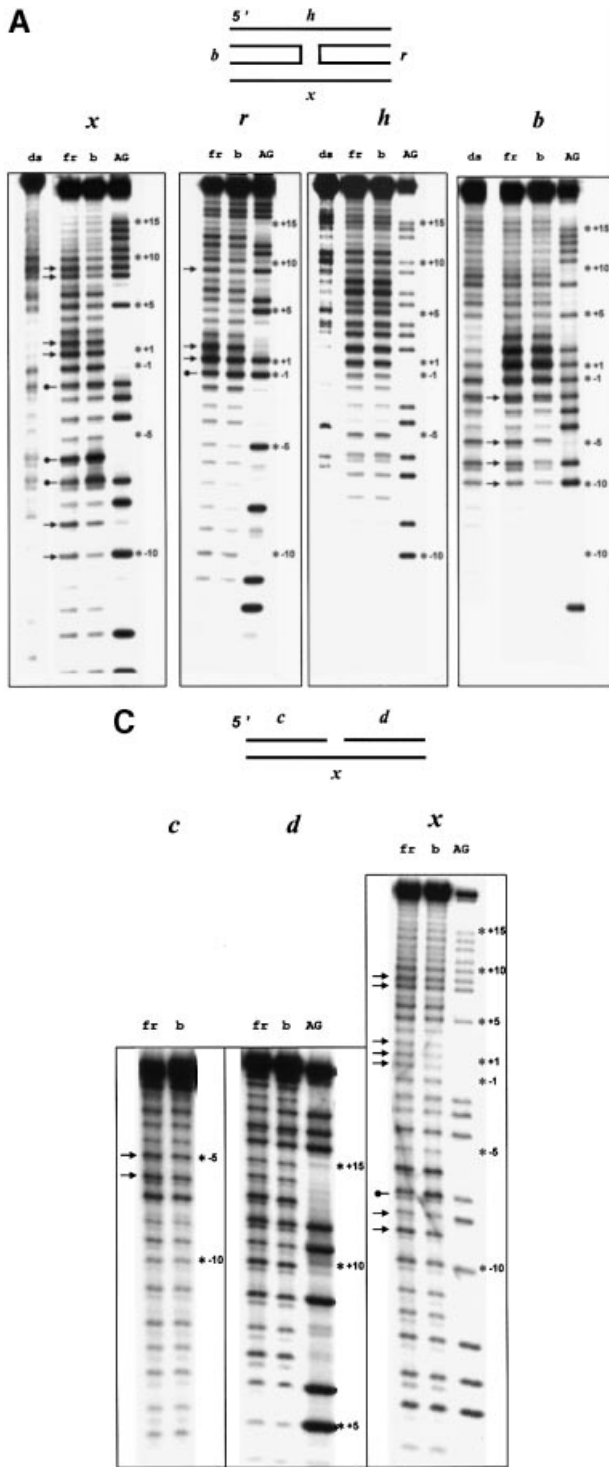 A
5' h
b r
x
x r h b
ds fr b AG fr b AG ds fr b AG ds fr b AG
*+15 *+15 *+15
*+10 *+10 *+10 *+10
*+5 *+5 *+5 *+5
*+1 *+1 *+1 *+1
*-1 *-1 *-1 *-1
*-5 *-5 *-5 *-5
*-10
*-10 *-10 *-10 *-10
C
5' c d
x
c d x
fr b AG
*+15
*+10
*+5
fr b fr b AG
*+1
*-1
*-5 *-5
*+15
*-10 *+10 *-10
*+5